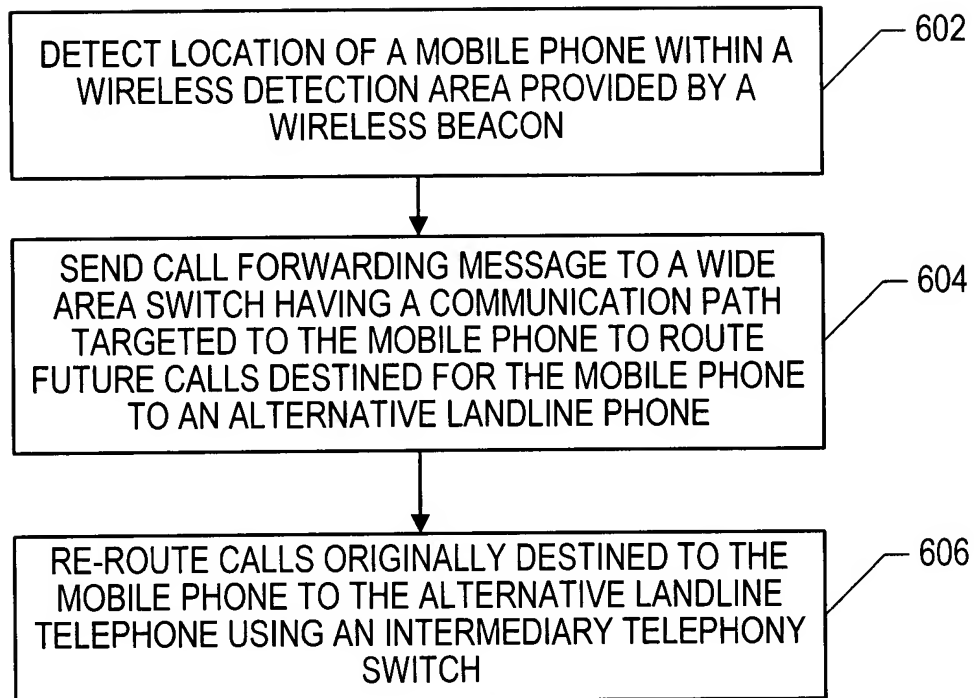 DETECT LOCATION OF A MOBILE PHONE WITHIN A
WIRELESS DETECTION AREA PROVIDED BY A
WIRELESS BEACON
602
SEND CALL FORWARDING MESSAGE TO A WIDE
AREA SWITCH HAVING A COMMUNICATION PATH
TARGETED TO THE MOBILE PHONE TO ROUTE
FUTURE CALLS DESTINED FOR THE MOBILE PHONE
TO AN ALTERNATIVE LANDLINE PHONE
604
RE-ROUTE CALLS ORIGINALLY DESTINED TO THE
MOBILE PHONE TO THE ALTERNATIVE LANDLINE
TELEPHONE USING AN INTERMEDIARY TELEPHONY
SWITCH
606